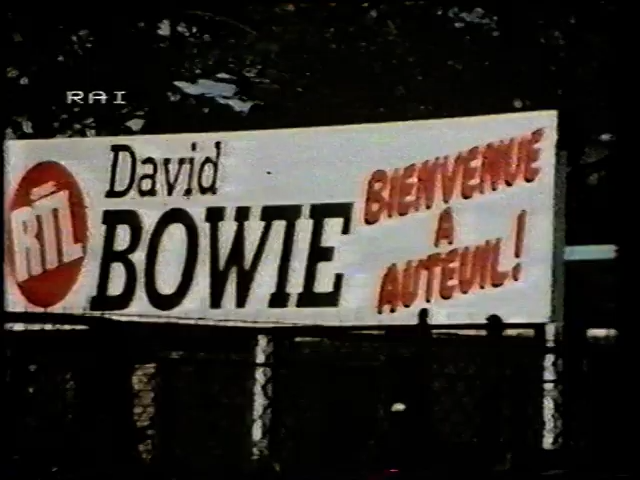 RAI
RTL
David
BOWIE
BIENVENUE
A
AUTEUIL!